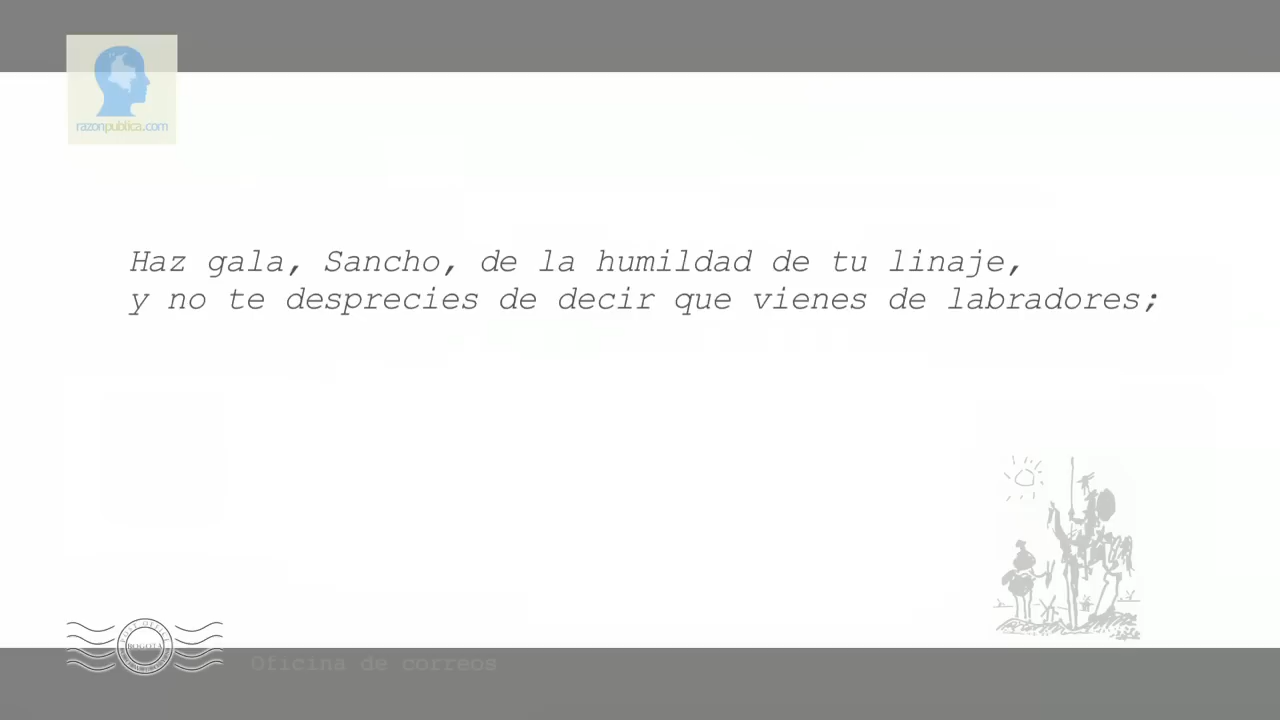 razonpublica.com
Haz gala, Sancho, de la humildad de tu linaje,
y no te desprecies de decir que vienes de labradores;
BOGOTÁ
Oficina de correos